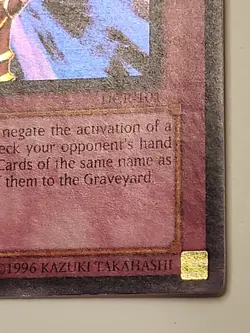 negate the activation of a
eck your opponent's hand
Cards of the same name as
them to the Graveyard.
©1996 KAZUKI TAKAHASHI